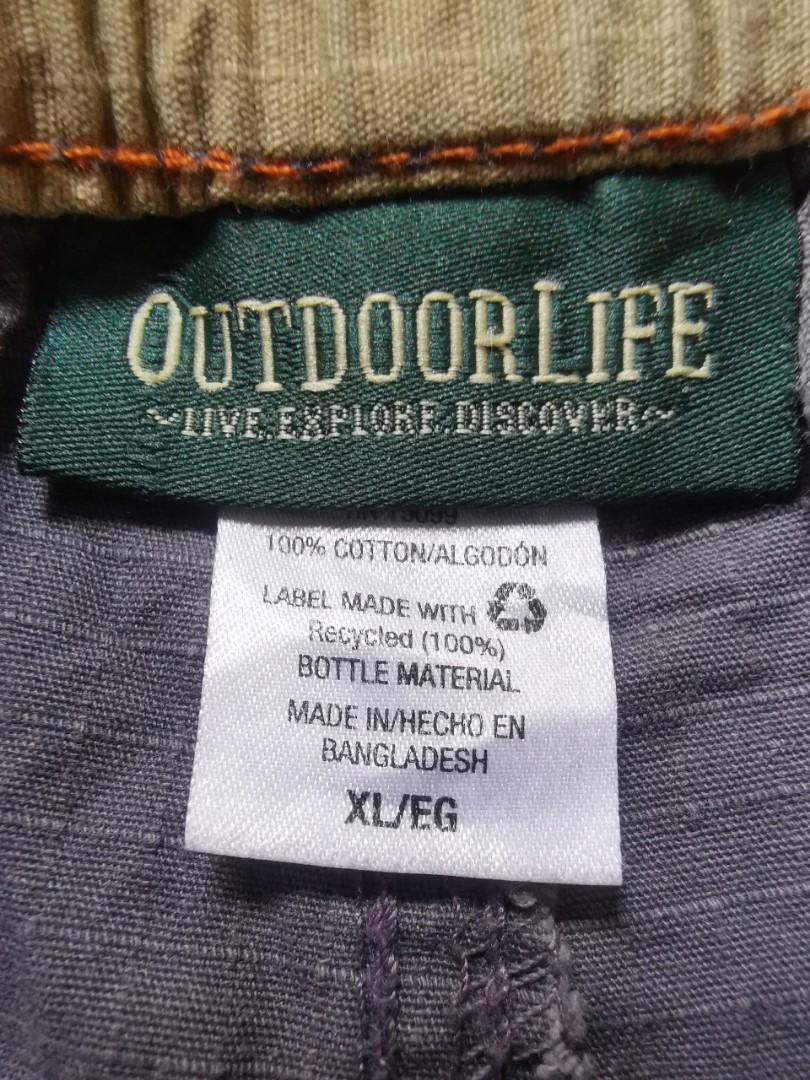 OUTDOORLIFE
~LIVE.EXPLORE.DISCOVER~
100% COTTON/ALGODÓN
LABEL MADE WITH
Recycled (100%)
BOTTLE MATERIAL
MADE IN/HECHO EN
BANGLADESH
XL/EG